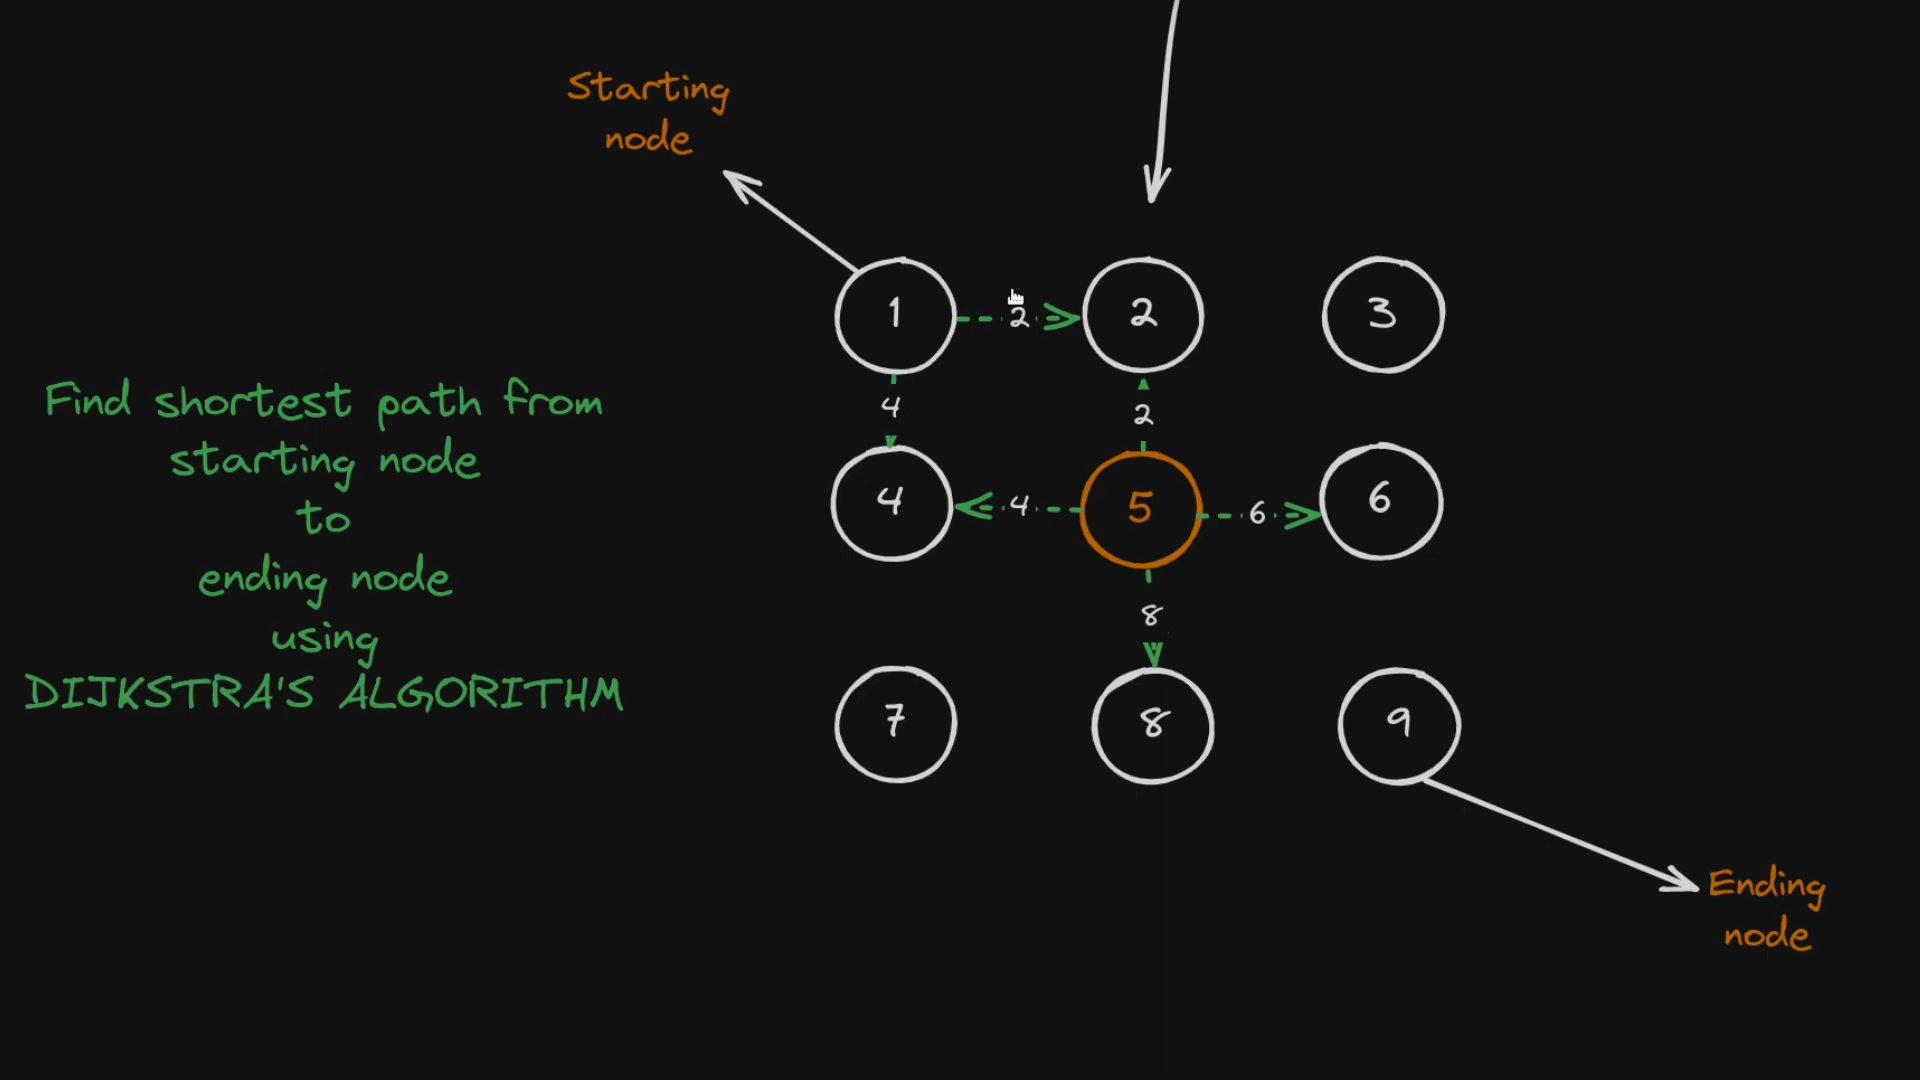 Starting
node
1
2
2
3
4
2
Find shortest path from
starting node
to
ending node
using
DIJKSTRA'S ALGORITHM
4
4
5
6
6
8
7
8
9
Ending
node